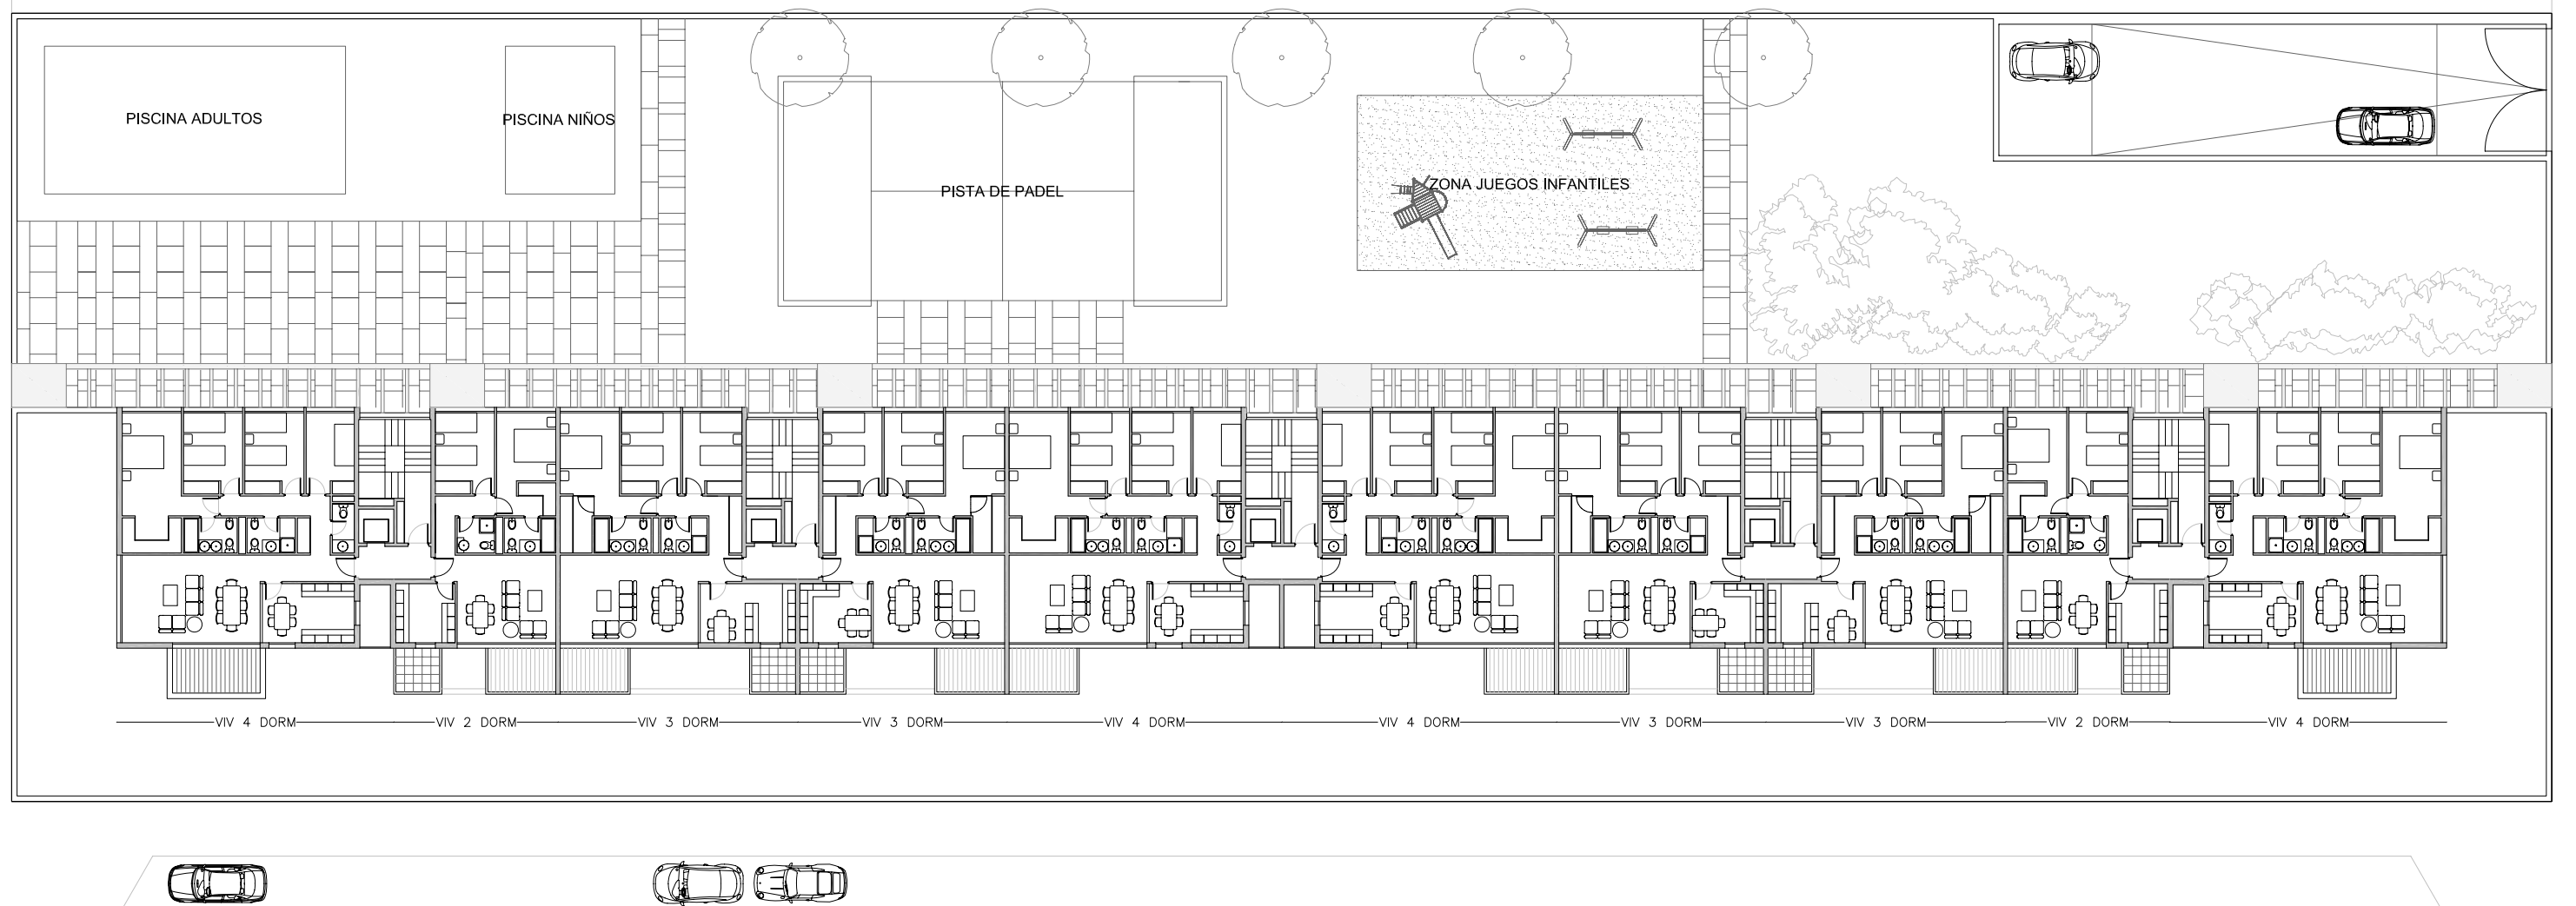 PISCINA ADULTOS
PISCINA NIÑOS
PISTA DE PADEL
ZONA JUEGOS INFANTILES
VIV 4 DORM
VIV 2 DORM
VIV 3 DORM
VIV 3 DORM
VIV 4 DORM
VIV 4 DORM
VIV 3 DORM
VIV 3 DORM
VIV 2 DORM
VIV 4 DORM